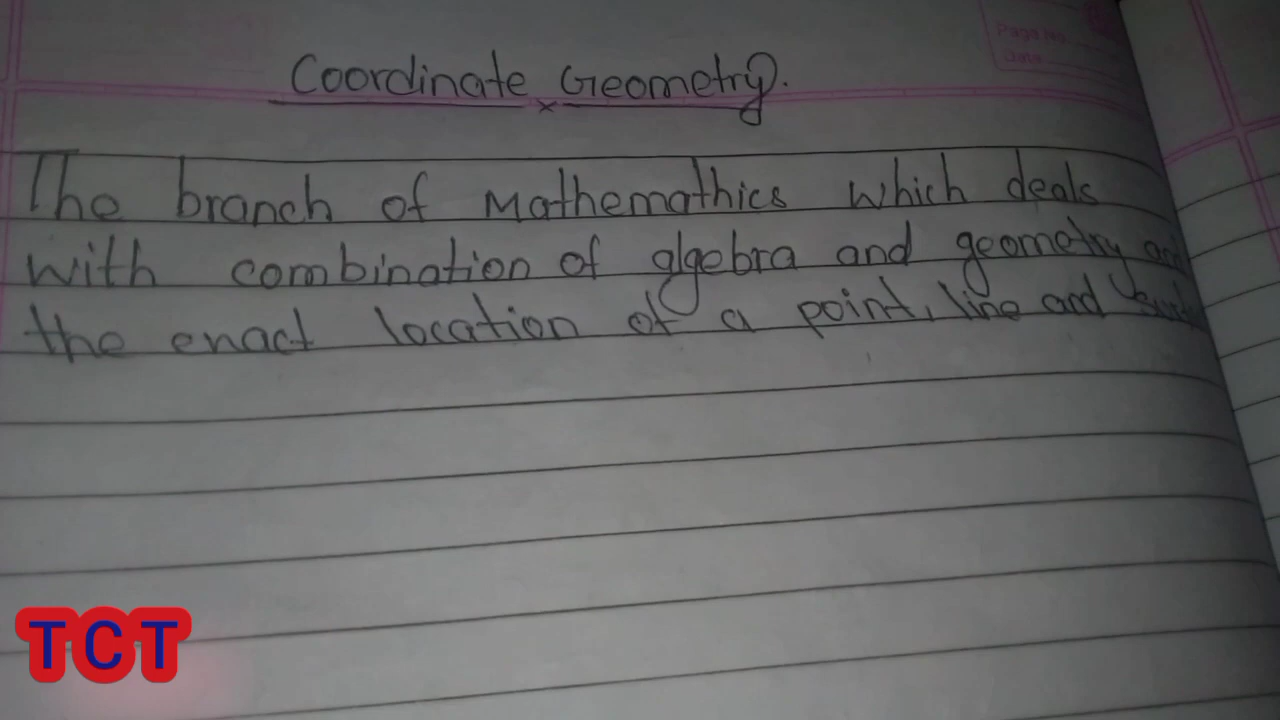 Coordinate Geometry.
The branch of Mathemathics which deals
with combination of algebra and geometry and
the enact location of a point, line and
TCT